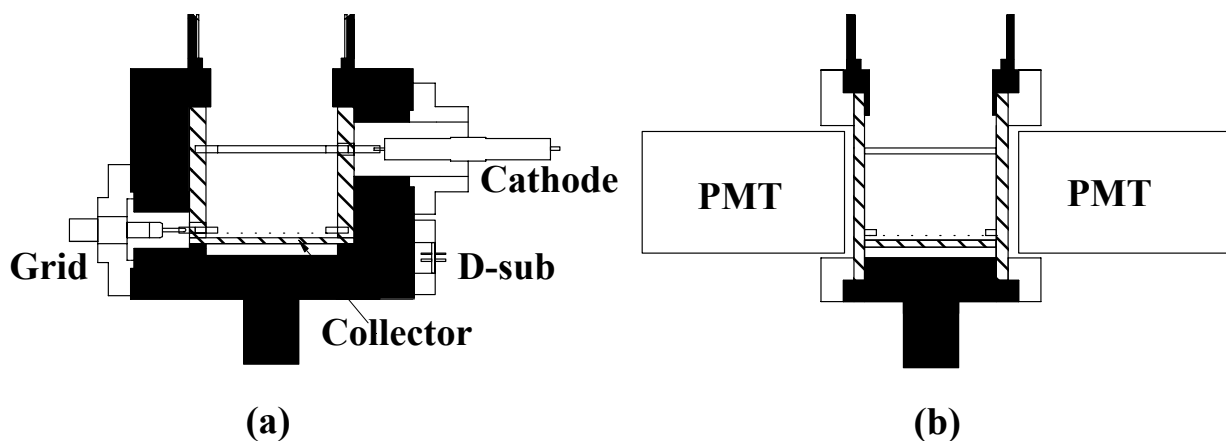 PMT
PMT
Cathode
Grid
D-sub
Collector
(a)
(b)